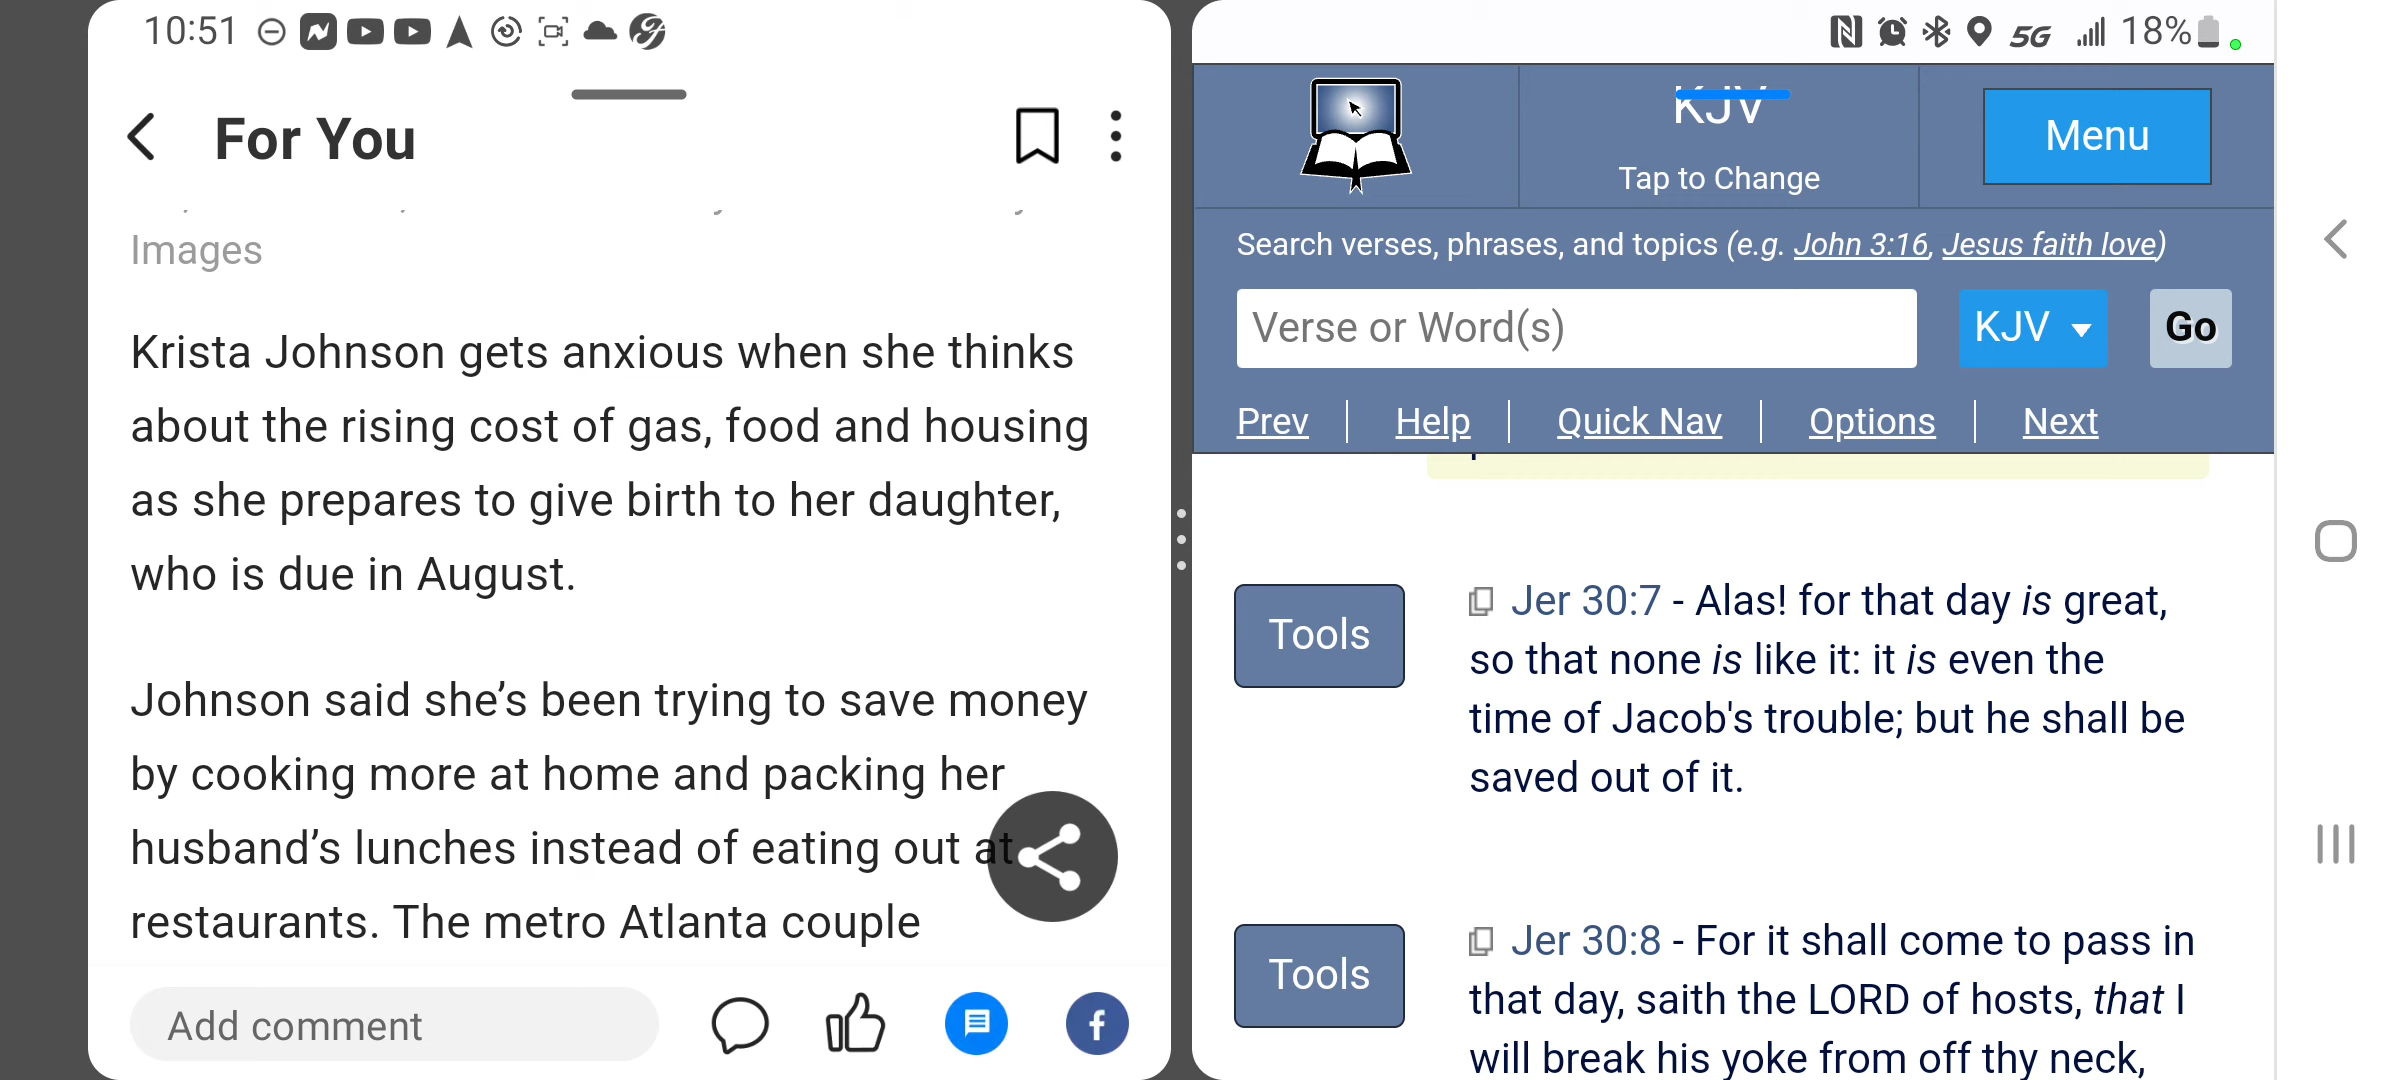 10:51
For You
Images
Krista Johnson gets anxious when she thinks
about the rising cost of gas, food and housing
as she prepares to give birth to her daughter,
who is due in August.
Johnson said she’s been trying to save money
by cooking more at home and packing her
husband’s lunches instead of eating out at
restaurants. The metro Atlanta couple
Add comment
5G 18%
KJV
Tap to Change
Menu
Search verses, phrases, and topics (e.g. John 3:16, Jesus faith love)
Verse or Word(s)
KJV
Go
Prev | Help | Quick Nav | Options | Next
Tools
Jer 30:7 - Alas! for that day is great,
so that none is like it: it is even the
time of Jacob's trouble; but he shall be
saved out of it.
Tools
Jer 30:8 - For it shall come to pass in
that day, saith the LORD of hosts, that I
will break his yoke from off thy neck,